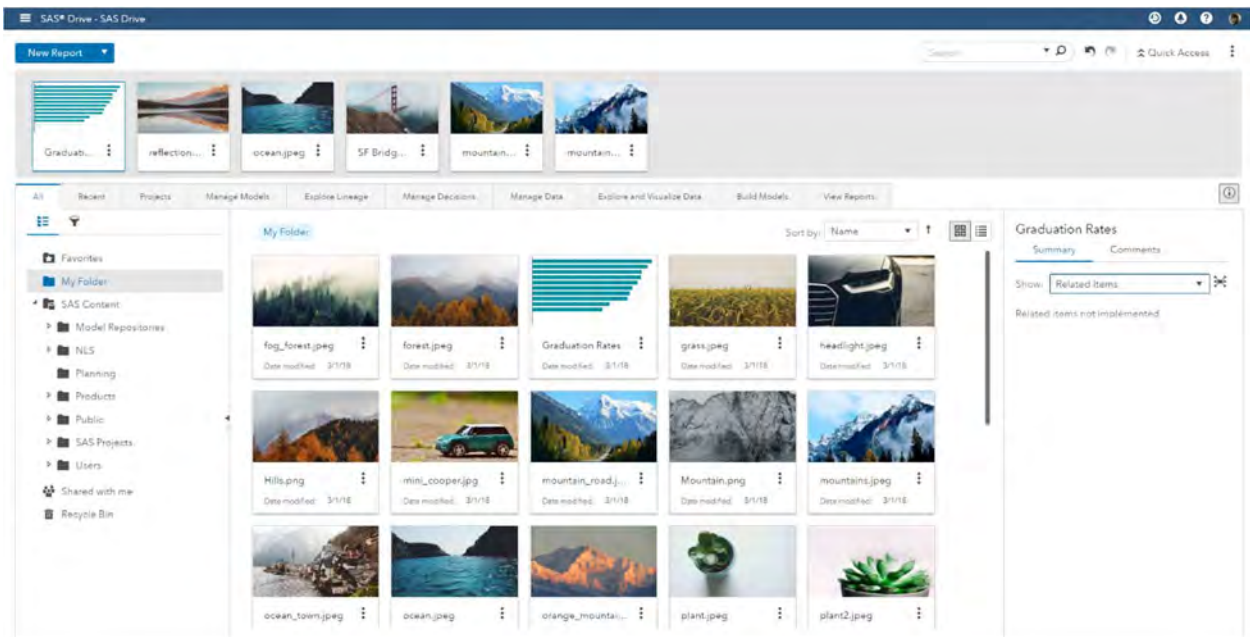 SAS® Drive - SAS Drive
New Report
Search
Quick Access
Graduati...
reflection...
ocean.jpeg
SF Bridg...
mountain...
mountain...
All Recent Projects Manage Models Explore Lineage Manage Decisions Manage Data Explore and Visualize Data Build Models View Reports
My Folder
Sort by: Name
Favorites
My Folder
SAS Content
Model Repositories
NLS
Planning
Products
Public
SAS Projects
Users
Shared with me
Recycle Bin
fog_forest.jpeg
Date modified: 3/1/18
forest.jpeg
Date modified: 3/1/18
Graduation Rates
Date modified: 3/1/18
grass.jpeg
Date modified: 3/1/18
headlight.jpeg
Date modified: 3/1/18
Hills.png
Date modified: 3/1/18
mini_cooper.jpg
Date modified: 3/1/18
mountain_road.j...
Date modified: 3/1/18
Mountain.png
Date modified: 3/1/18
mountains.jpeg
Date modified: 3/1/18
ocean_town.jpeg
ocean.jpeg
orange_mountai...
plant.jpeg
plant2.jpeg
Graduation Rates
Summary Comments
Show: Related items
Related items not implemented